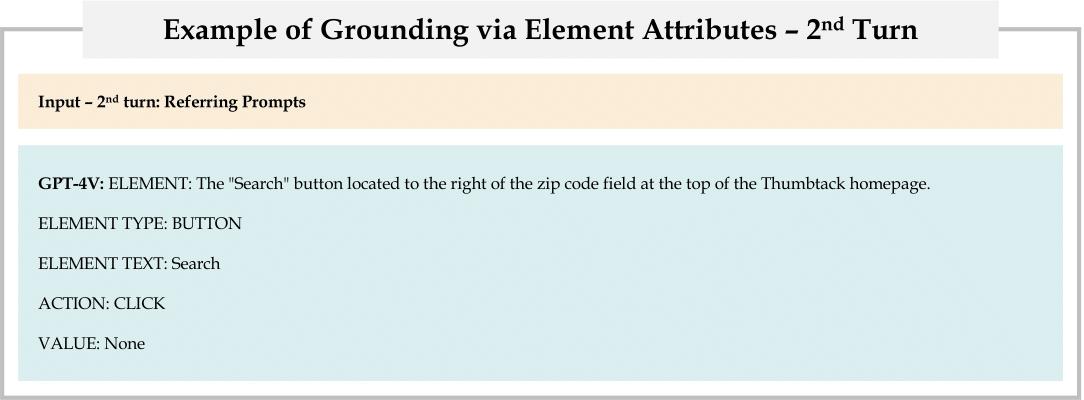 Example of Grounding via Element Attributes – 2nd Turn
Input – 2nd turn: Referring Prompts
GPT-4V: ELEMENT: The "Search" button located to the right of the zip code field at the top of the Thumbtack homepage.
ELEMENT TYPE: BUTTON
ELEMENT TEXT: Search
ACTION: CLICK
VALUE: None